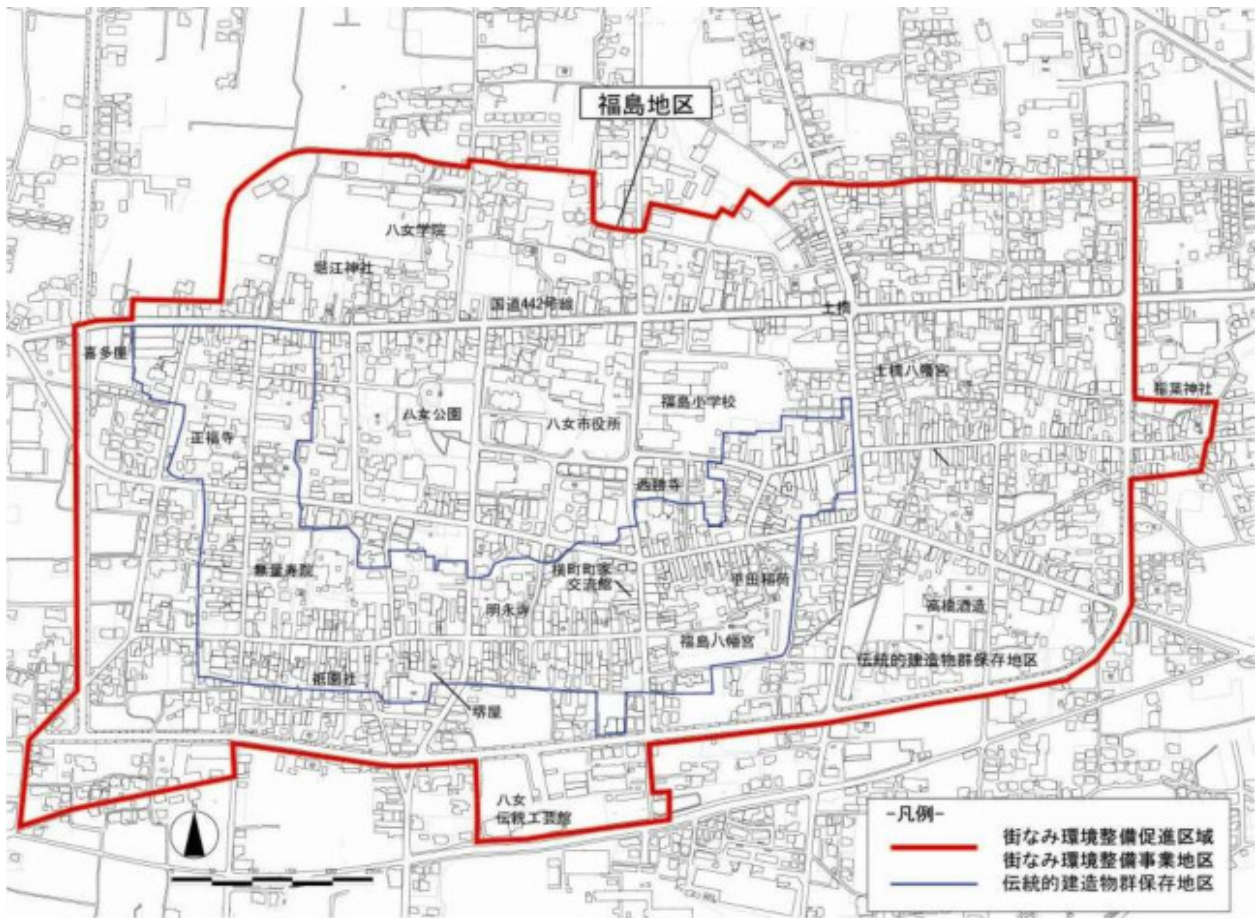 福島地区
八女学院
堀江神社
国道442号線
土橋
喜多屋
土橋八幡宮
稲葉神社
福島小学校
八女公園
八女市役所
正福寺
西勝寺
無量寿院
横町町家
交流館
平田稲荷
明永寺
高橋酒造
福島八幡宮
伝統的建造物群保存地区
祇園社
堺屋
八女
伝統工芸館
-凡例-
街なみ環境整備促進区域
街なみ環境整備事業地区
伝統的建造物群保存地区